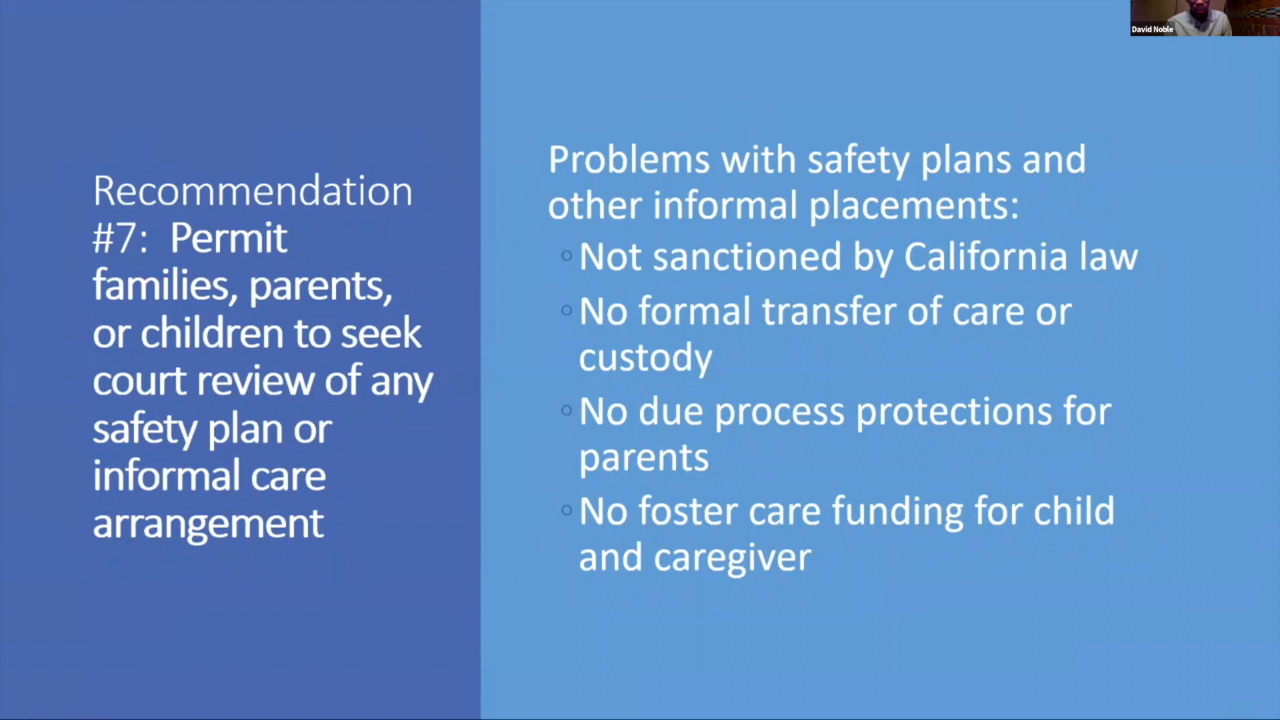 David Noble
Recommendation
#7: Permit
families, parents,
or children to seek
court review of any
safety plan or
informal care
arrangement
Problems with safety plans and
other informal placements:
◦Not sanctioned by California law
◦No formal transfer of care or
custody
◦No due process protections for
parents
◦No foster care funding for child
and caregiver